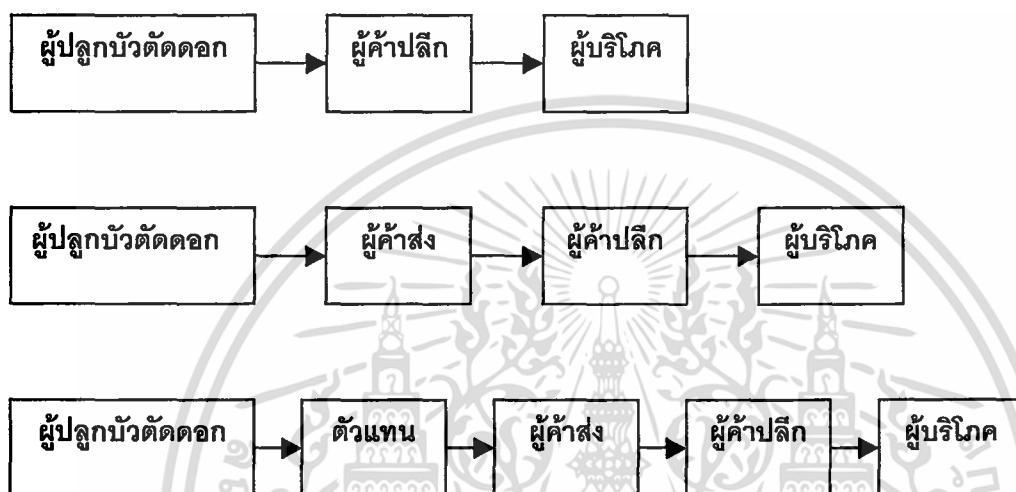 ผู้ปลูกบัวตัดดอก ผู้ค้าปลีก ผู้บริโภค
ผู้ปลูกบัวตัดดอก ผู้ค้าส่ง ผู้ค้าปลีก ผู้บริโภค
ผู้ปลูกบัวตัดดอก ตัวแทน ผู้ค้าส่ง ผู้ค้าปลีก ผู้บริโภค